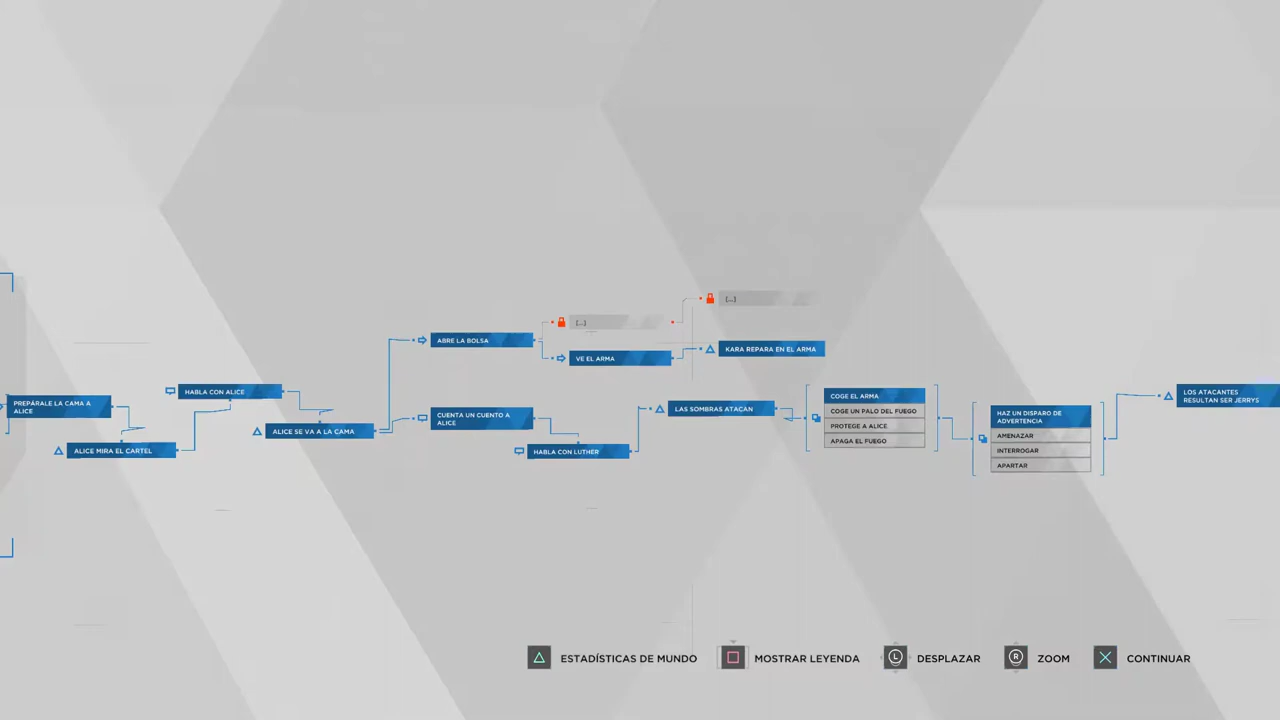 PREPÁRALE LA CAMA A
ALICE
ALICE MIRA EL CARTEL
HABLA CON ALICE
ALICE SE VA A LA CAMA
ABRE LA BOLSA
[...]
VE EL ARMA
[...]
KARA REPARA EN EL ARMA
CUENTA UN CUENTO A
ALICE
HABLA CON LUTHER
LAS SOMBRAS ATACAN
COGE EL ARMA
COGE UN PALO DEL FUEGO
PROTEGE A ALICE
APAGA EL FUEGO
HAZ UN DISPARO DE
ADVERTENCIA
AMENAZAR
INTERROGAR
APARTAR
LOS ATACANTES
RESULTAN SER JERRYS
ESTADÍSTICAS DE MUNDO
MOSTRAR LEYENDA
L
DESPLAZAR
R
ZOOM
CONTINUAR